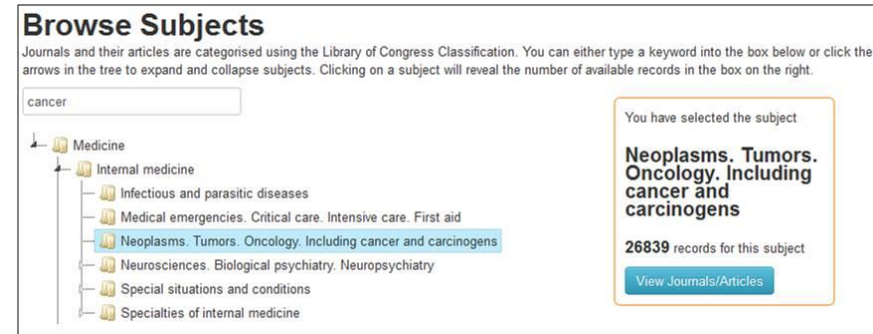 Browse Subjects
Journals and their articles are categorised using the Library of Congress Classification. You can either type a keyword into the box below or click the
arrows in the tree to expand and collapse subjects. Clicking on a subject will reveal the number of available records in the box on the right.
cancer
Medicine
Internal medicine
Infectious and parasitic diseases
Medical emergencies. Critical care. Intensive care. First aid
Neoplasms. Tumors. Oncology. Including cancer and carcinogens
Neurosciences. Biological psychiatry. Neuropsychiatry
Special situations and conditions
Specialties of internal medicine
You have selected the subject
Neoplasms. Tumors.
Oncology. Including
cancer and
carcinogens
26839 records for this subject
View Journals/Articles